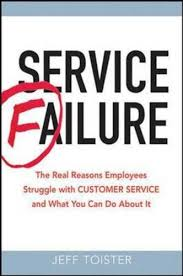 SERVICE
FAILURE
The Real Reasons Employees
Struggle with CUSTOMER SERVICE
and What You Can Do About It
JEFF TOISTER